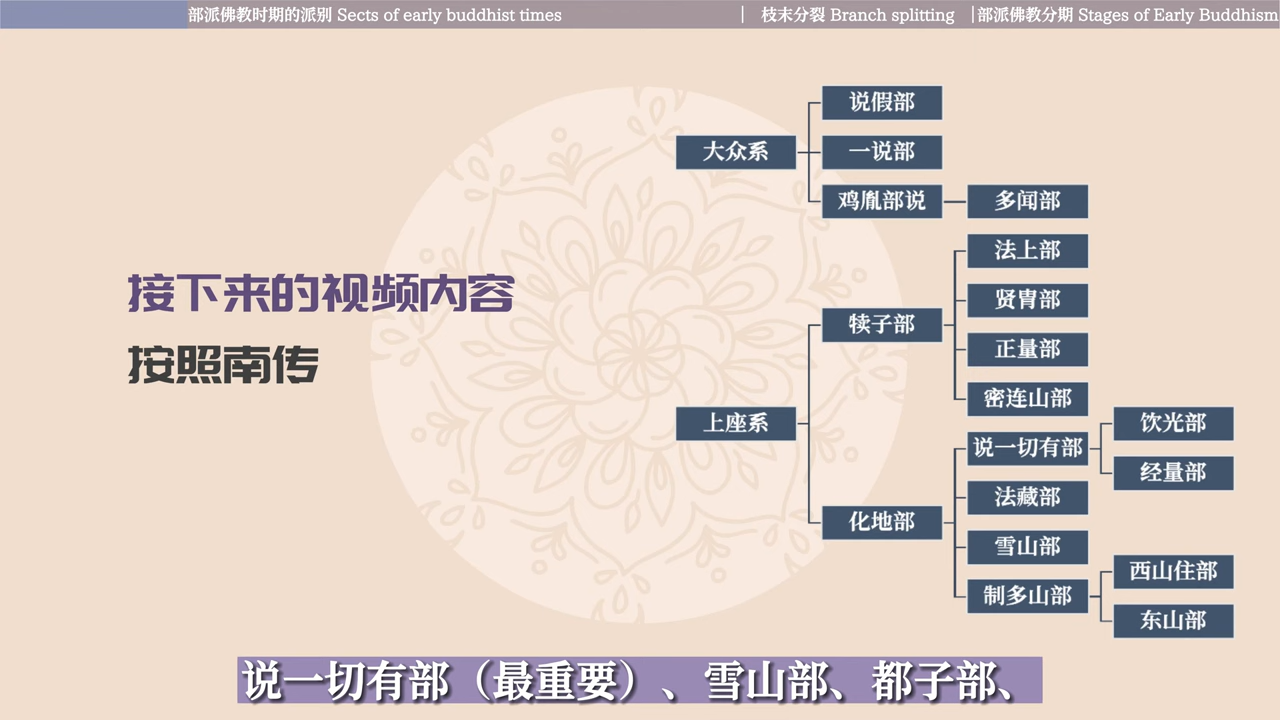 部派佛教时期的派别 Sects of early buddhist times
| 枝末分裂 Branch splitting
| 部派佛教分期 Stages of Early Buddhism
接下来的视频内容
按照南传
大众系
说假部
一说部
鸡胤部说
多闻部
上座系
犊子部
法上部
贤胄部
正量部
密连山部
化地部
说一切有部
饮光部
经量部
法藏部
雪山部
制多山部
西山住部
东山部
说一切有部（最重要）、雪山部、都子部、